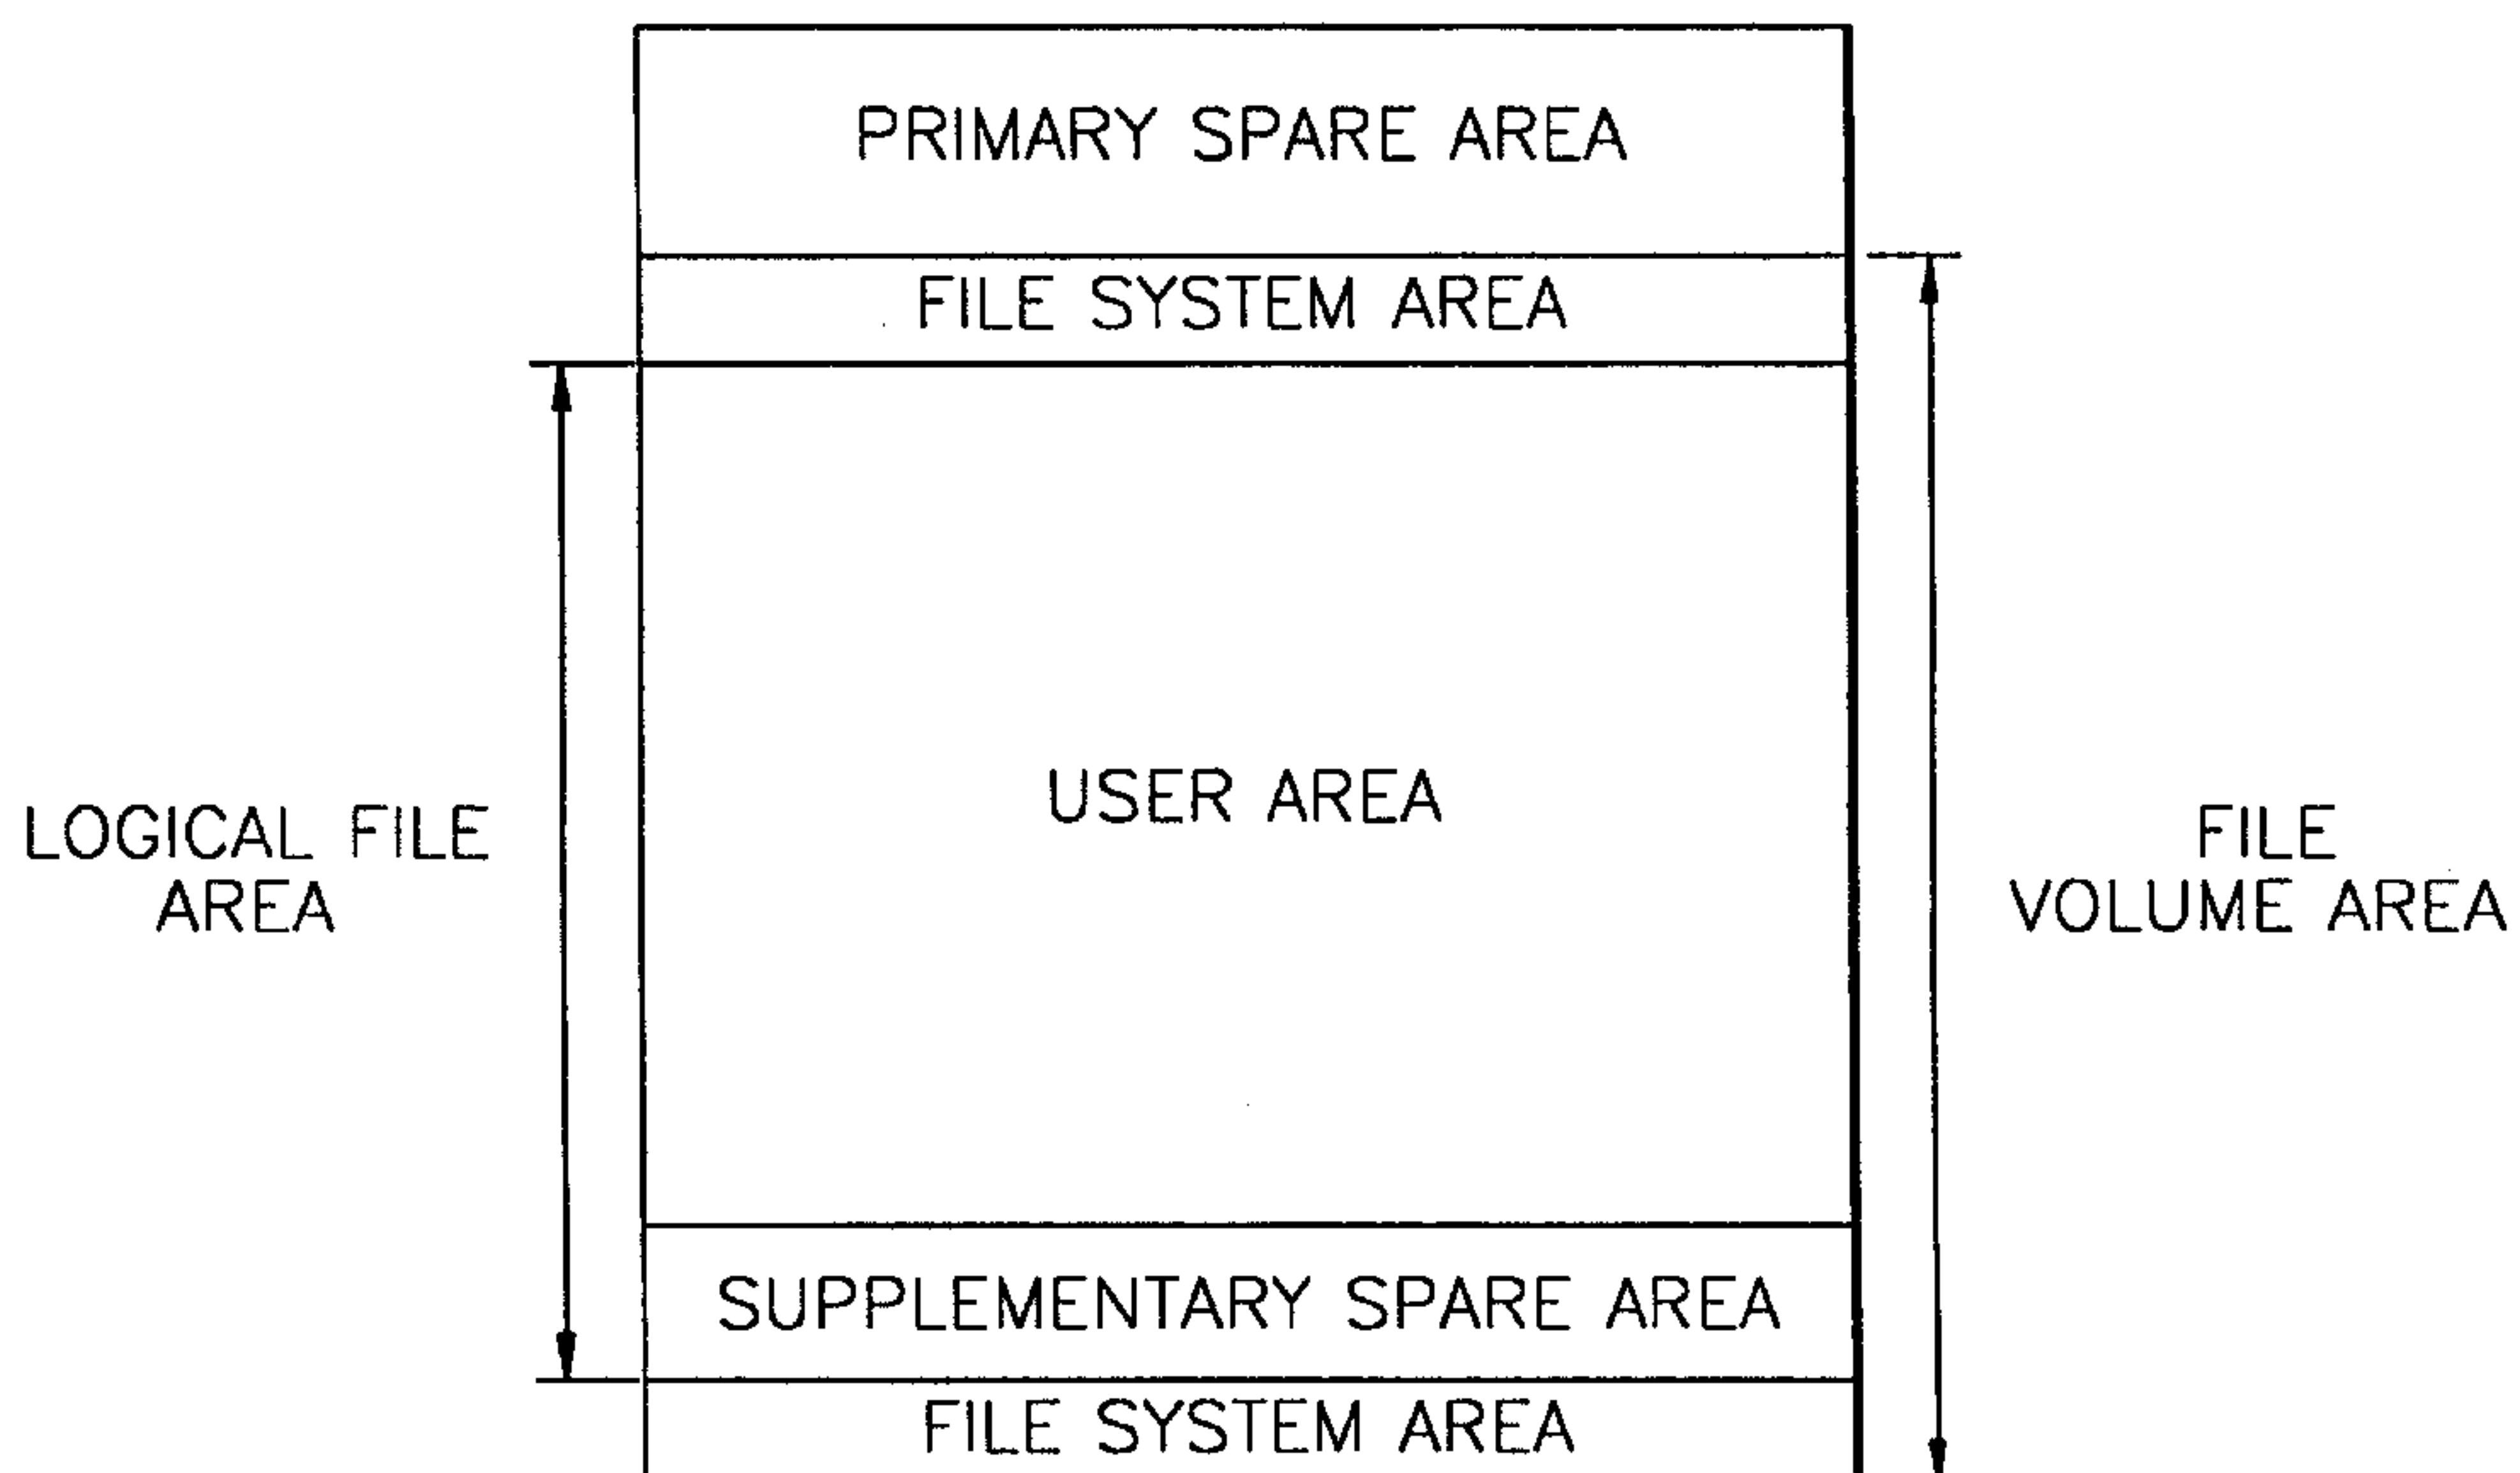 PRIMARY SPARE AREA
FILE SYSTEM AREA
USER AREA
LOGICAL FILE
AREA
FILE
VOLUME AREA
SUPPLEMENTARY SPARE AREA
FILE SYSTEM AREA